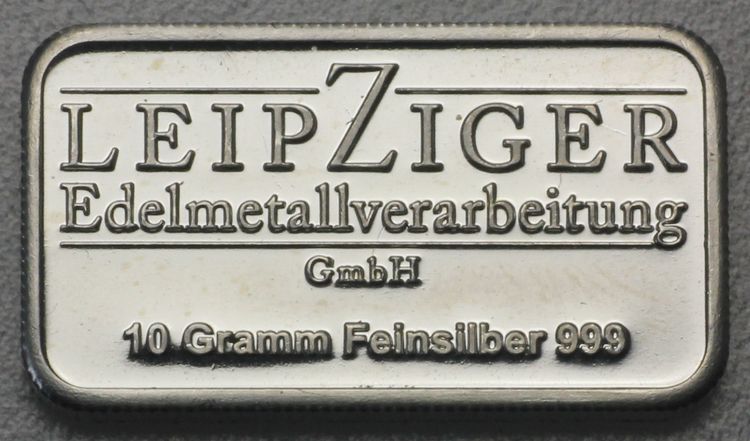 LEIPZIGER
Edelmetallverarbeitung
GmbH
10 Gramm Feinsilber 999